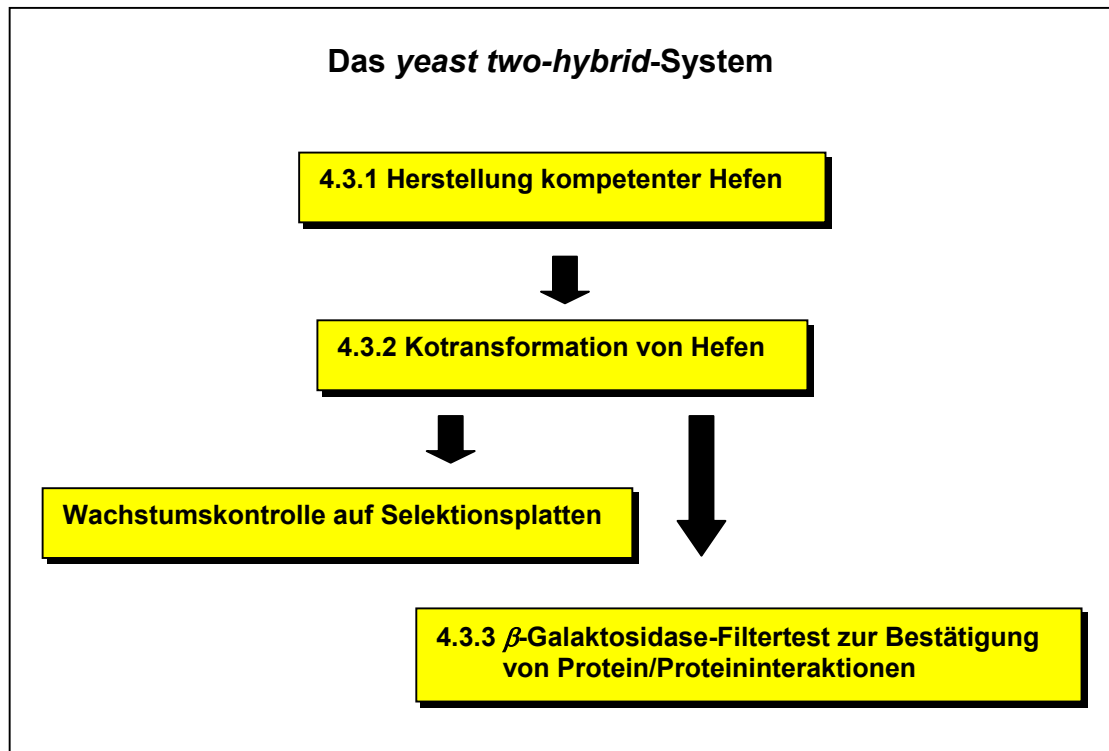 Das yeast two-hybrid-System
4.3.1 Herstellung kompetenter Hefen
4.3.2 Kotransformation von Hefen
Wachstumskontrolle auf Selektionsplatten
4.3.3 β-Galaktosidase-Filtertest zur Bestätigung
von Protein/Proteininteraktionen